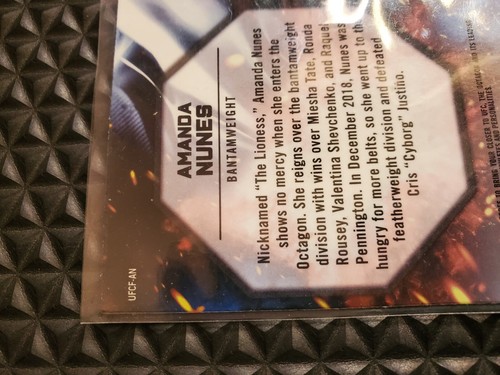 AMANDA
NUNES
BANTAMWEIGHT
Nicknamed "The Lioness," Amanda Nunes
shows no mercy when she enters the
Octagon. She reigns over the bantamweight
division with wins over Miesha Tate, Ronda
Rousey, Valentina Shevchenko, and Raquel
Pennington. In December 2018, Nunes was
hungry for more belts, so she went up to the
featherweight division and defeated
Cris "Cyborg" Justino.
UFCF-AN